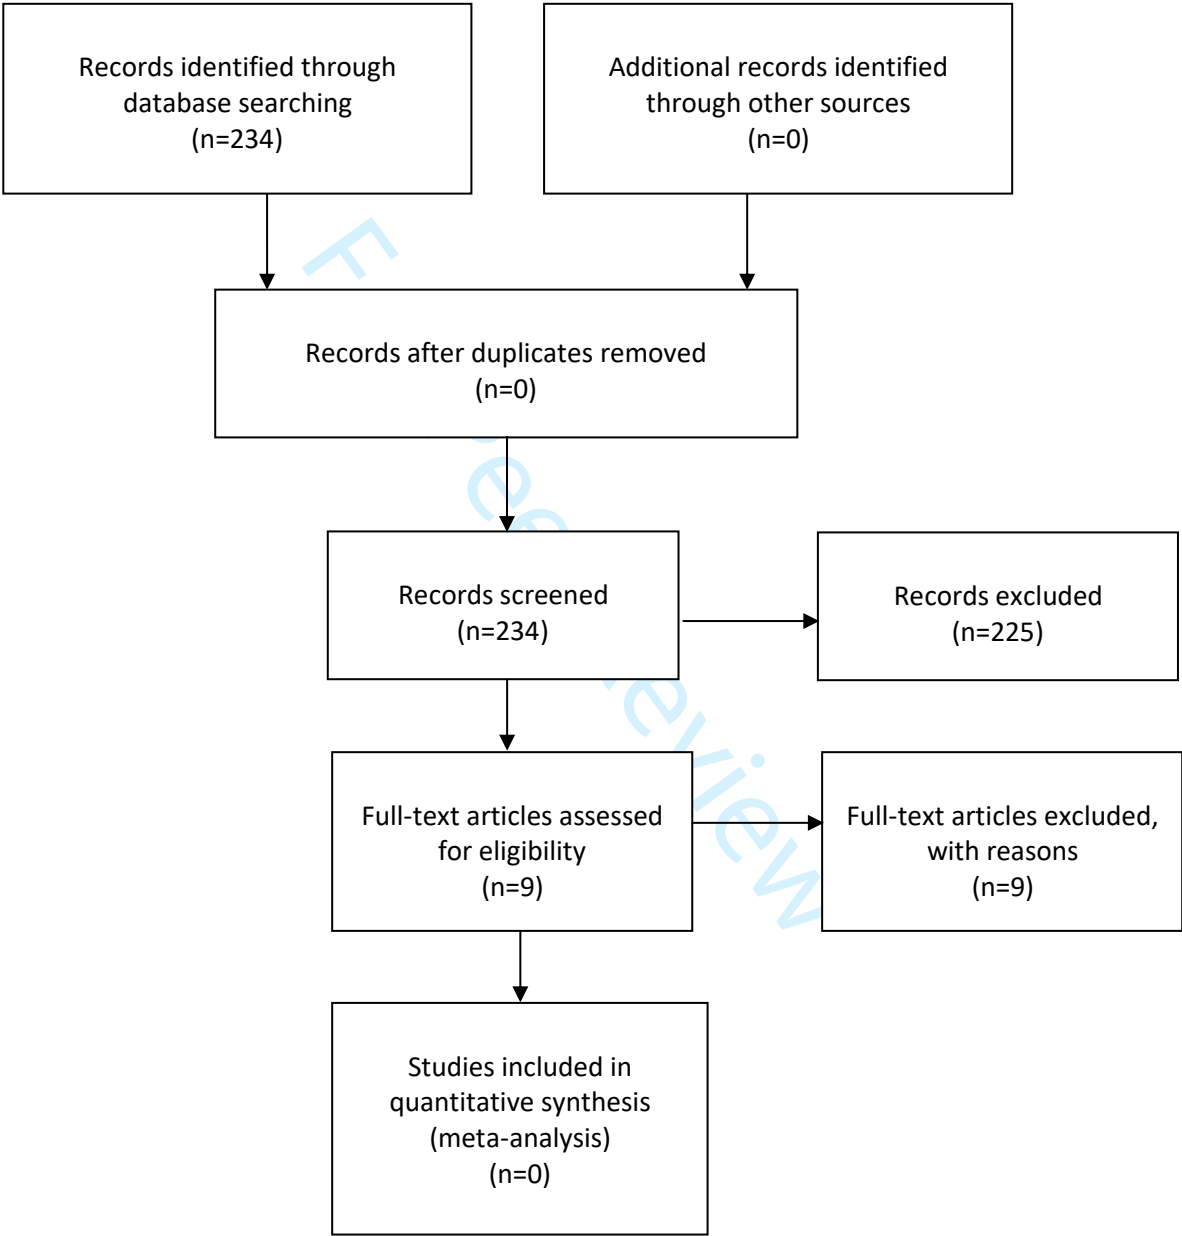 Records identified through
database searching
(n=234)
Additional records identified
through other sources
(n=0)
Records after duplicates removed
(n=0)
Records screened
(n=234)
Records excluded
(n=225)
Full-text articles assessed
for eligibility
(n=9)
Full-text articles excluded,
with reasons
(n=9)
Studies included in
quantitative synthesis
(meta-analysis)
(n=0)